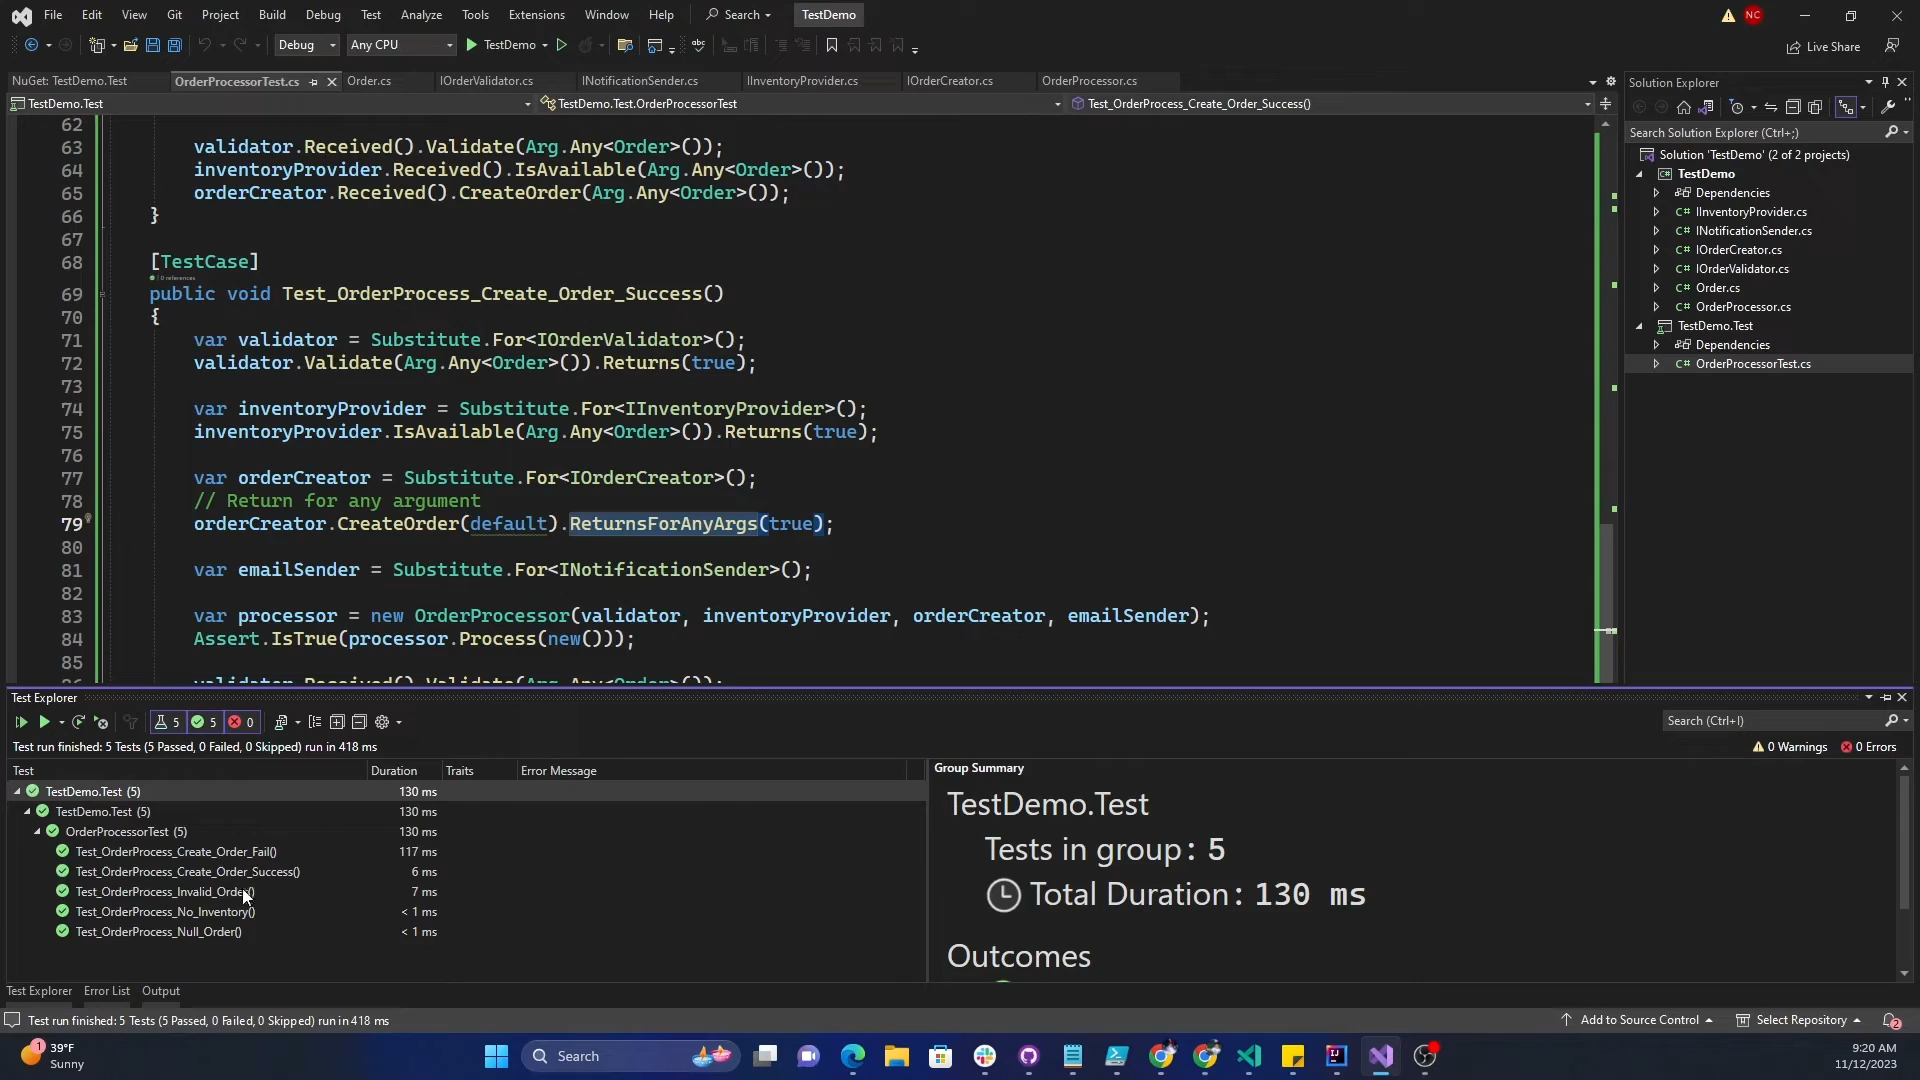 File Edit View Git Project Build Debug Test Analyze Tools Extensions Window Help Search TestDemo NC
Debug Any CPU TestDemo Live Share
NuGet: TestDemo.Test OrderProcessorTest.cs Order.cs IOrderValidator.cs INotificationSender.cs IInventoryProvider.cs IOrderCreator.cs OrderProcessor.cs
TestDemo.Test TestDemo.Test.OrderProcessorTest Test_OrderProcess_Create_Order_Success()
62
63 validator.Received().Validate(Arg.Any<Order>());
64 inventoryProvider.Received().IsAvailable(Arg.Any<Order>());
65 orderCreator.Received().CreateOrder(Arg.Any<Order>());
66 }
67
68 [TestCase]
0 references
69 public void Test_OrderProcess_Create_Order_Success()
70 {
71 var validator = Substitute.For<IOrderValidator>();
72 validator.Validate(Arg.Any<Order>()).Returns(true);
73
74 var inventoryProvider = Substitute.For<IInventoryProvider>();
75 inventoryProvider.IsAvailable(Arg.Any<Order>()).Returns(true);
76
77 var orderCreator = Substitute.For<IOrderCreator>();
78 // Return for any argument
79 orderCreator.CreateOrder(default).ReturnsForAnyArgs(true);
80
81 var emailSender = Substitute.For<INotificationSender>();
82
83 var processor = new OrderProcessor(validator, inventoryProvider, orderCreator, emailSender);
84 Assert.IsTrue(processor.Process(new()));
85
86 validator.Received().Validate(Arg.Any<Order>());
Solution Explorer
Search Solution Explorer (Ctrl+;)
Solution 'TestDemo' (2 of 2 projects)
TestDemo
Dependencies
IInventoryProvider.cs
INotificationSender.cs
IOrderCreator.cs
IOrderValidator.cs
Order.cs
OrderProcessor.cs
TestDemo.Test
Dependencies
OrderProcessorTest.cs
Test Explorer
5 5 0 Search (Ctrl+I)
Test run finished: 5 Tests (5 Passed, 0 Failed, 0 Skipped) run in 418 ms 0 Warnings 0 Errors
Test Duration Traits Error Message
TestDemo.Test (5) 130 ms
TestDemo.Test (5) 130 ms
OrderProcessorTest (5) 130 ms
Test_OrderProcess_Create_Order_Fail() 117 ms
Test_OrderProcess_Create_Order_Success() 6 ms
Test_OrderProcess_Invalid_Order() 7 ms
Test_OrderProcess_No_Inventory() < 1 ms
Test_OrderProcess_Null_Order() < 1 ms
Group Summary
TestDemo.Test
Tests in group: 5
Total Duration: 130 ms
Outcomes
Test Explorer Error List Output
Test run finished: 5 Tests (5 Passed, 0 Failed, 0 Skipped) run in 418 ms Add to Source Control Select Repository 2
1 39°F
Sunny
Search
9:20 AM
11/12/2023